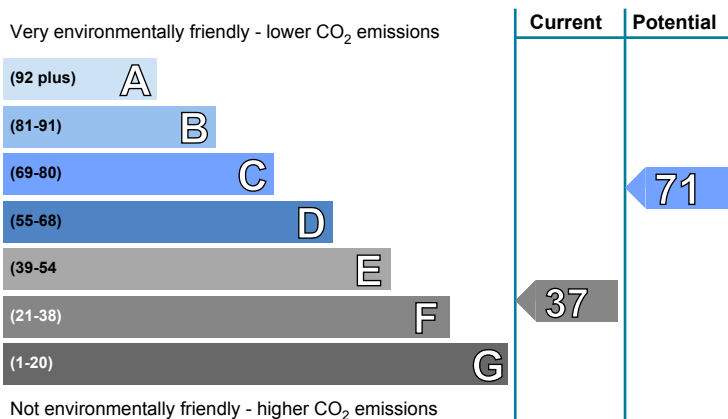 Current Potential
Very environmentally friendly - lower CO2 emissions
(92 plus) A
(81-91) B
(69-80) C
71
(55-68) D
(39-54 E
37
(21-38) F
(1-20) G
Not environmentally friendly - higher CO2 emissions